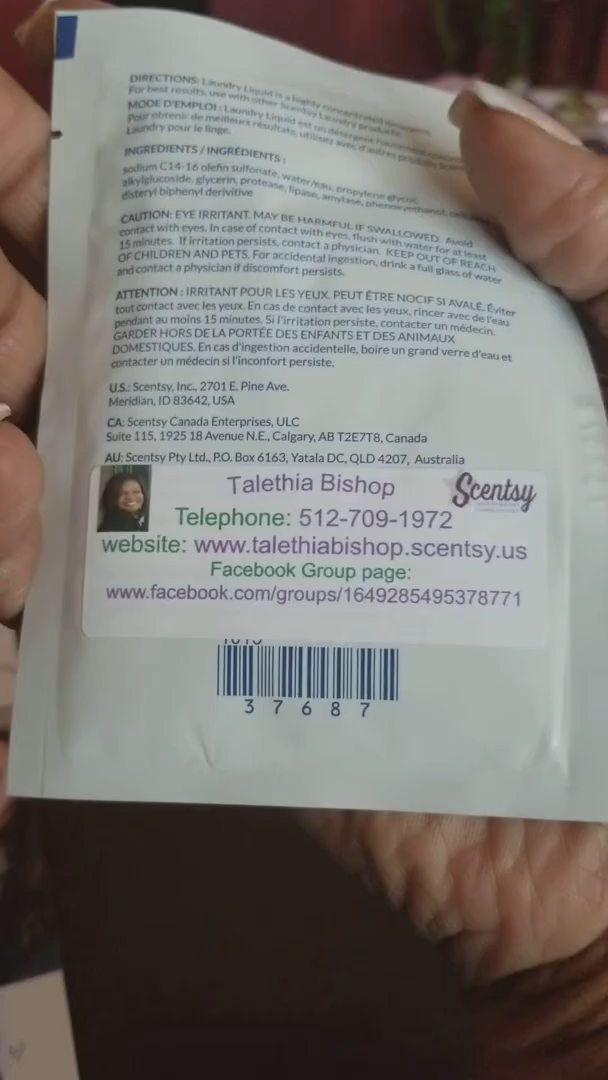 DIRECTIONS: Laundry Liquid is a highly concentrated detergent.
For best results, use with other Scentsy Laundry products.
MODE D'EMPLOI : Laundry Liquid est un détergent hautement
Pour obtenir de meilleurs résultats, utilisez avec d'autres produits
Laundry pour le linge.
INGREDIENTS / INGRÉDIENTS :
sodium C14-16 olefin sulfonate, water/eau, propylene glycol,
alkylglucoside, glycerin, protease, lipase, amylase, phenoxyethanol,
disteryl biphenyl derivitive
CAUTION: EYE IRRITANT. MAY BE HARMFUL IF SWALLOWED. Avoid
contact with eyes. In case of contact with eyes, flush with water for at least
15 minutes. If irritation persists, contact a physician. KEEP OUT OF REACH
OF CHILDREN AND PETS. For accidental ingestion, drink a full glass of water
and contact a physician if discomfort persists.
ATTENTION : IRRITANT POUR LES YEUX. PEUT ÊTRE NOCIF SI AVALÉ. Éviter
tout contact avec les yeux. En cas de contact avec les yeux, rincer avec de l'eau
pendant au moins 15 minutes. Si l'irritation persiste, contacter un médecin.
GARDER HORS DE LA PORTÉE DES ENFANTS ET DES ANIMAUX
DOMESTIQUES. En cas d'ingestion accidentelle, boire un grand verre d'eau et
contacter un médecin si l'inconfort persiste.
U.S.: Scentsy, Inc., 2701 E. Pine Ave.
Meridian, ID 83642, USA
CA: Scentsy Canada Enterprises, ULC
Suite 115, 1925 18 Avenue N.E., Calgary, AB T2E7T8, Canada
AU: Scentsy Pty Ltd., P.O. Box 6163, Yatala DC, QLD 4207, Australia
Talethia Bishop
Scentsy
Telephone: 512-709-1972
website: www.talethiabishop.scentsy.us
Facebook Group page:
www.facebook.com/groups/1649285495378771
3 7 6 8 7